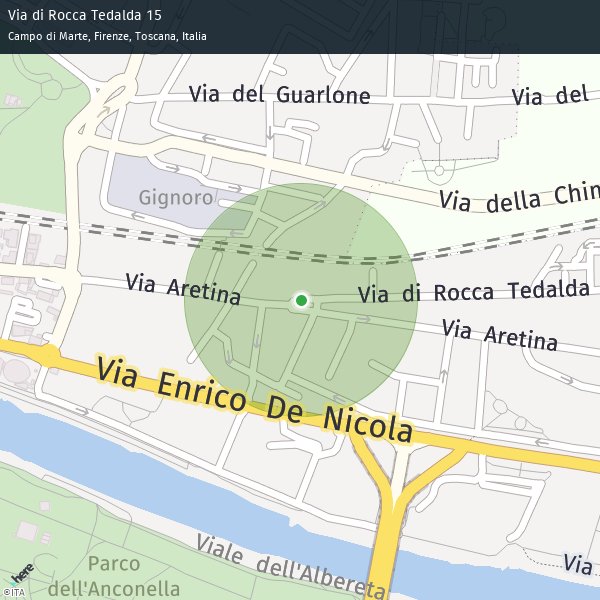 Via di Rocca Tedalda 15
Campo di Marte, Firenze, Toscana, Italia
Via del Guarlone
Via del
Gignoro
Via della Chim
Via Aretina
Via di Rocca Tedalda
Via Aretina
Via Enrico De Nicola
Viale dell'Albereta
Parco
dell'Anconella
Via
here
©ITA